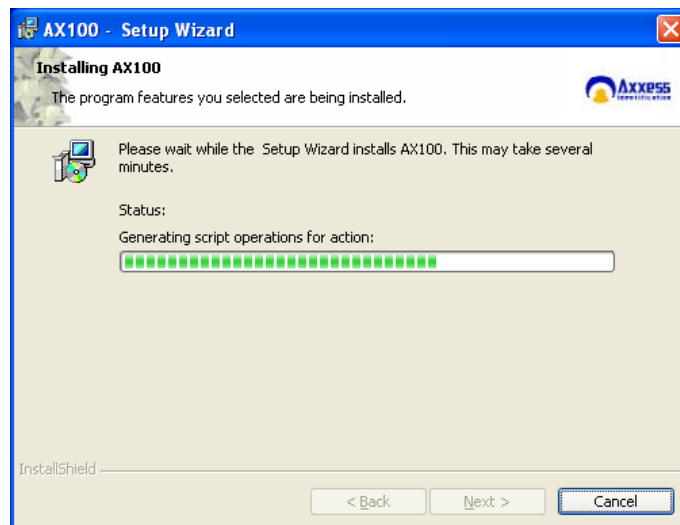 AX100 - Setup Wizard
Installing AX100
The program features you selected are being installed.
Axxess
Identification
Please wait while the Setup Wizard installs AX100. This may take several
minutes.
Status:
Generating script operations for action:
InstallShield
< Back
Next >
Cancel